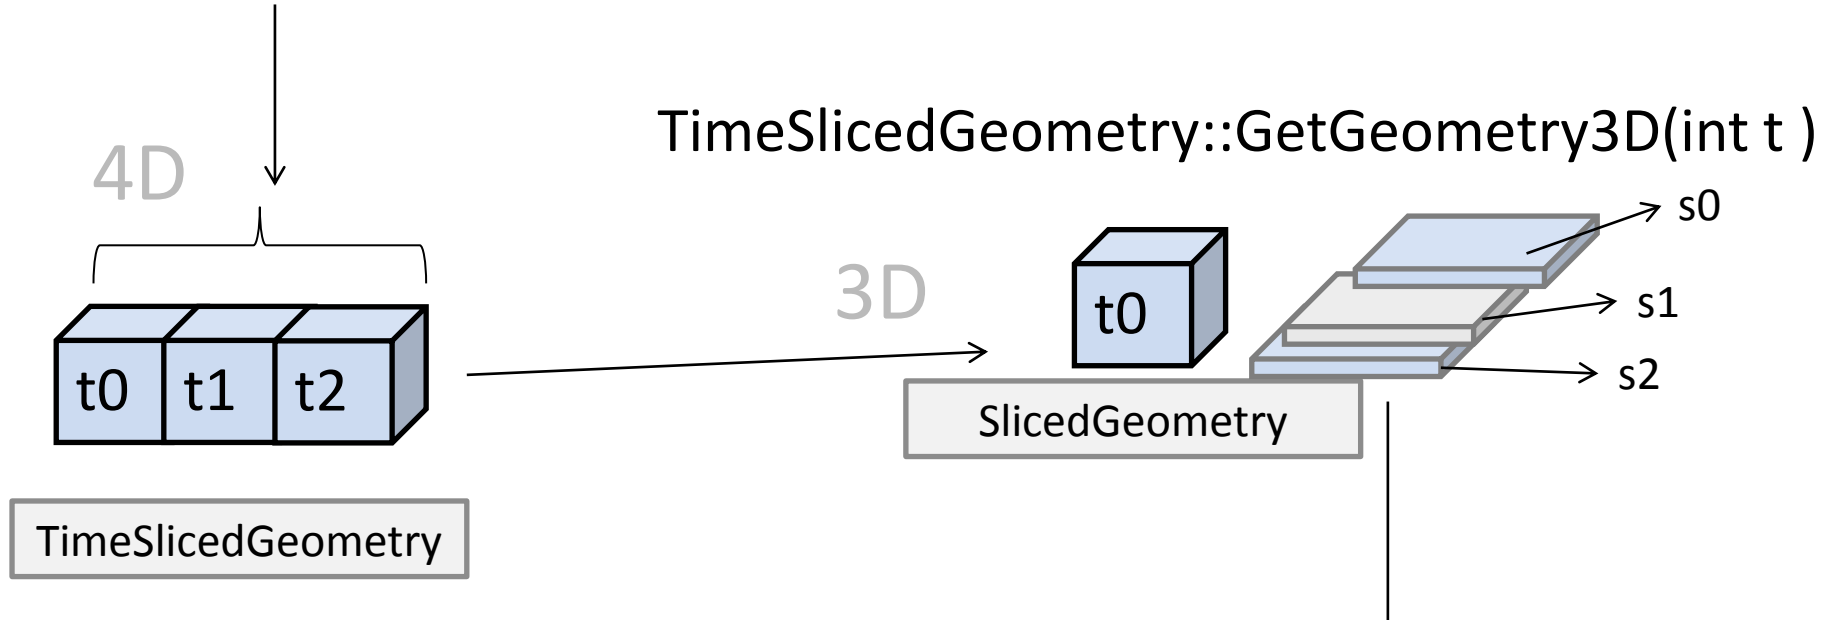 TimeSlicedGeometry::GetGeometry3D(int t )
4D
s0
3D
t0
s1
t0 t1 t2
s2
SlicedGeometry
TimeSlicedGeometry